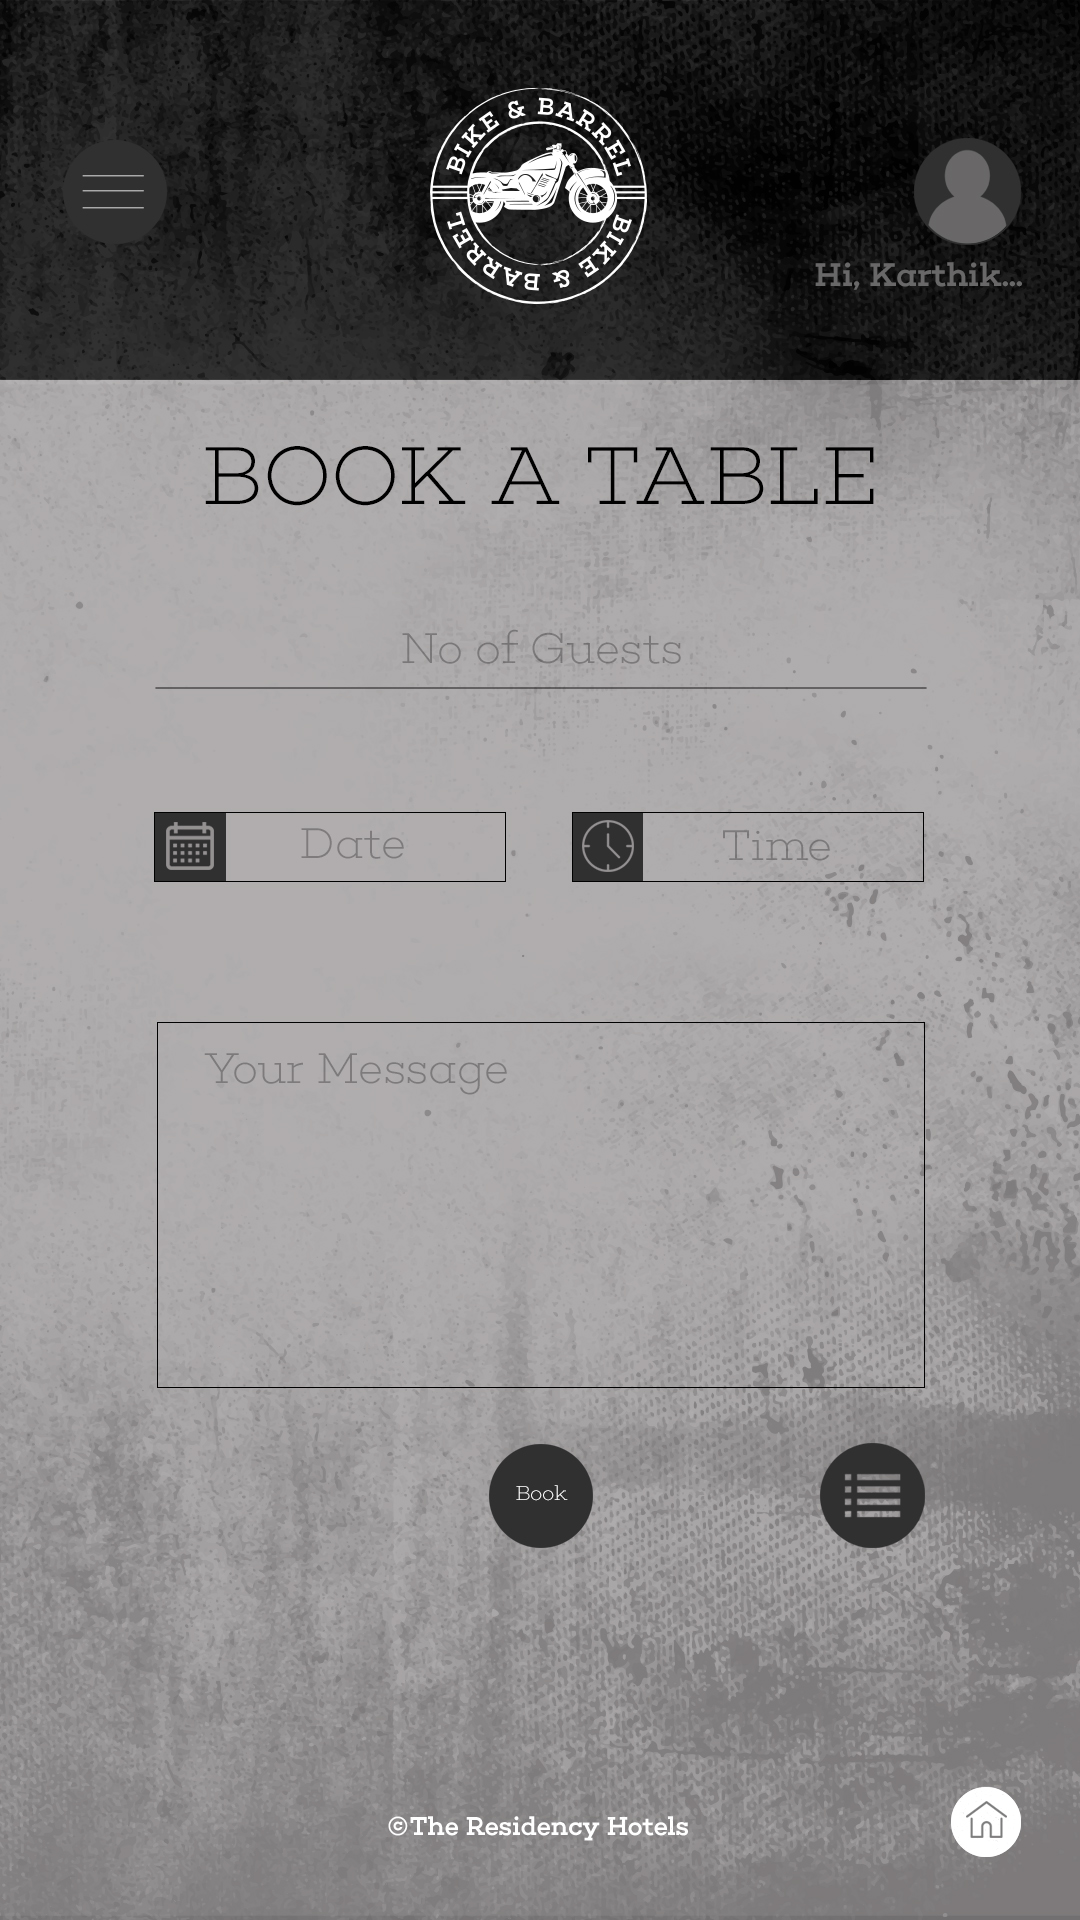 BIKE & BARREL
BIKE & BARREL
Hi, Karthik...
BOOK A TABLE
No of Guests
Date
Time
Your Message
Book
©The Residency Hotels